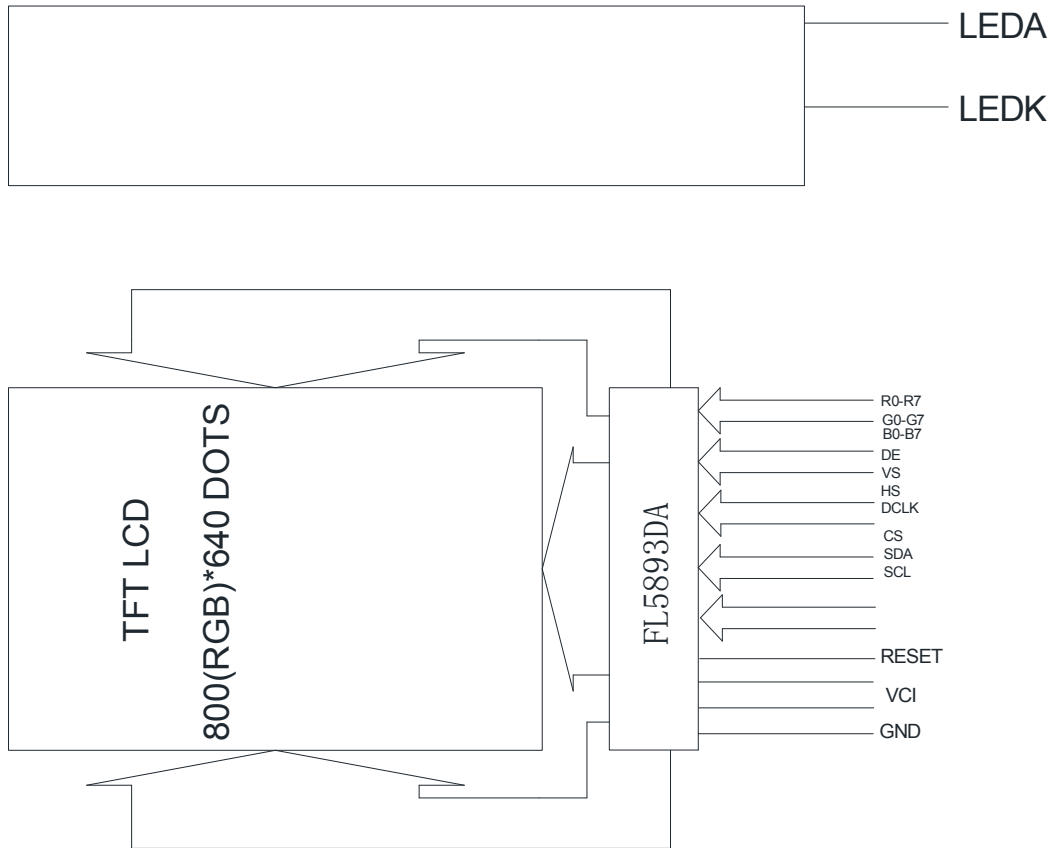 LEDA
LEDK
TFT LCD
800(RGB)*640 DOTS
FL5893DA
R0-R7
G0-G7
B0-B7
DE
VS
HS
DCLK
CS
SDA
SCL
RESET
VCI
GND